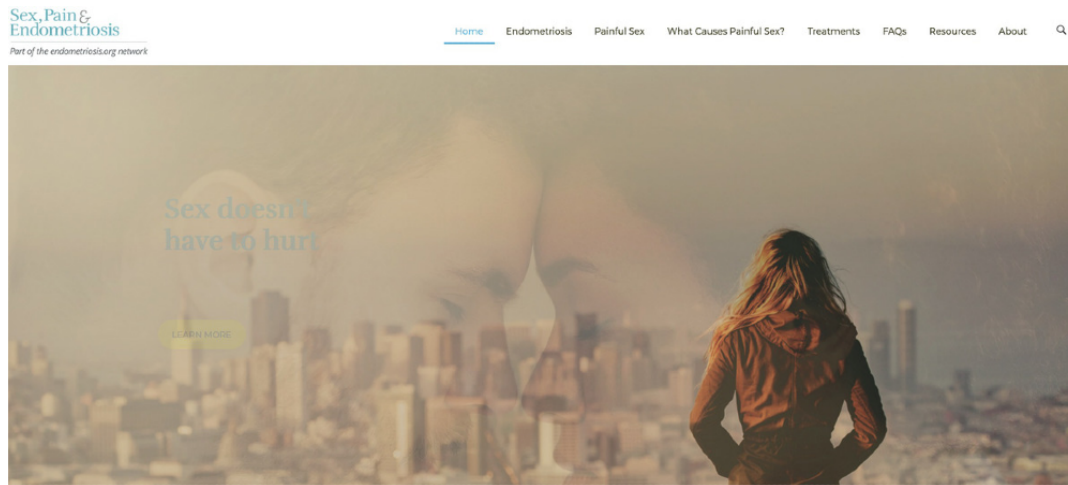 Sex, Pain &
Endometriosis
Part of the endometriosis.org network
Home Endometriosis Painful Sex What Causes Painful Sex? Treatments FAQs Resources About
Sex doesn't
have to hurt
LEARN MORE